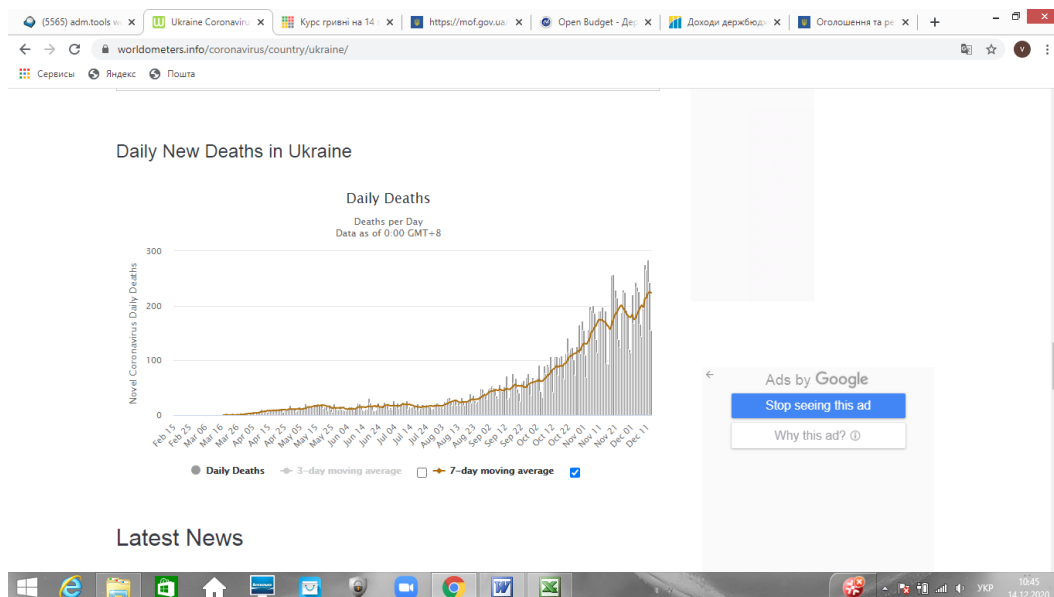 (5565) adm.tools
Ukraine Coronaviru
Курс гривні на 14
https://mof.gov.ua/
Open Budget - Де
Доходи держбюд
Оголошення та ре
worldometers.info/coronavirus/country/ukraine/
Сервисы Яндекс Пошта
Daily New Deaths in Ukraine
Daily Deaths
Deaths per Day
Data as of 0:00 GMT+8
Novel Coronavirus Daily Deaths
300
200
100
0
Feb 15 Feb 25 Mar 06 Mar 16 Mar 26 Apr 05 Apr 15 Apr 25 May 05 May 15 May 25 Jun 04 Jun 14 Jun 24 Jul 04 Jul 14 Jul 24 Aug 03 Aug 13 Aug 23 Sep 02 Sep 12 Sep 22 Oct 02 Oct 12 Oct 22 Nov 01 Nov 11 Nov 21 Dec 01 Dec 11
Daily Deaths 3-day moving average 7-day moving average
Ads by Google
Stop seeing this ad
Why this ad?
Latest News
УКР
10:45
14.12.2020